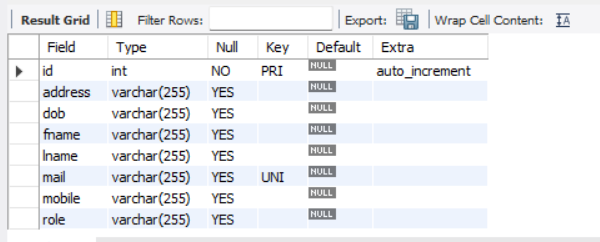 Result Grid Filter Rows: Export: Wrap Cell Content: IA
Field Type Null Key Default Extra
id int NO PRI NULL auto_increment
address varchar(255) YES NULL
dob varchar(255) YES NULL
fname varchar(255) YES NULL
lname varchar(255) YES NULL
mail varchar(255) YES UNI NULL
mobile varchar(255) YES NULL
role varchar(255) YES NULL